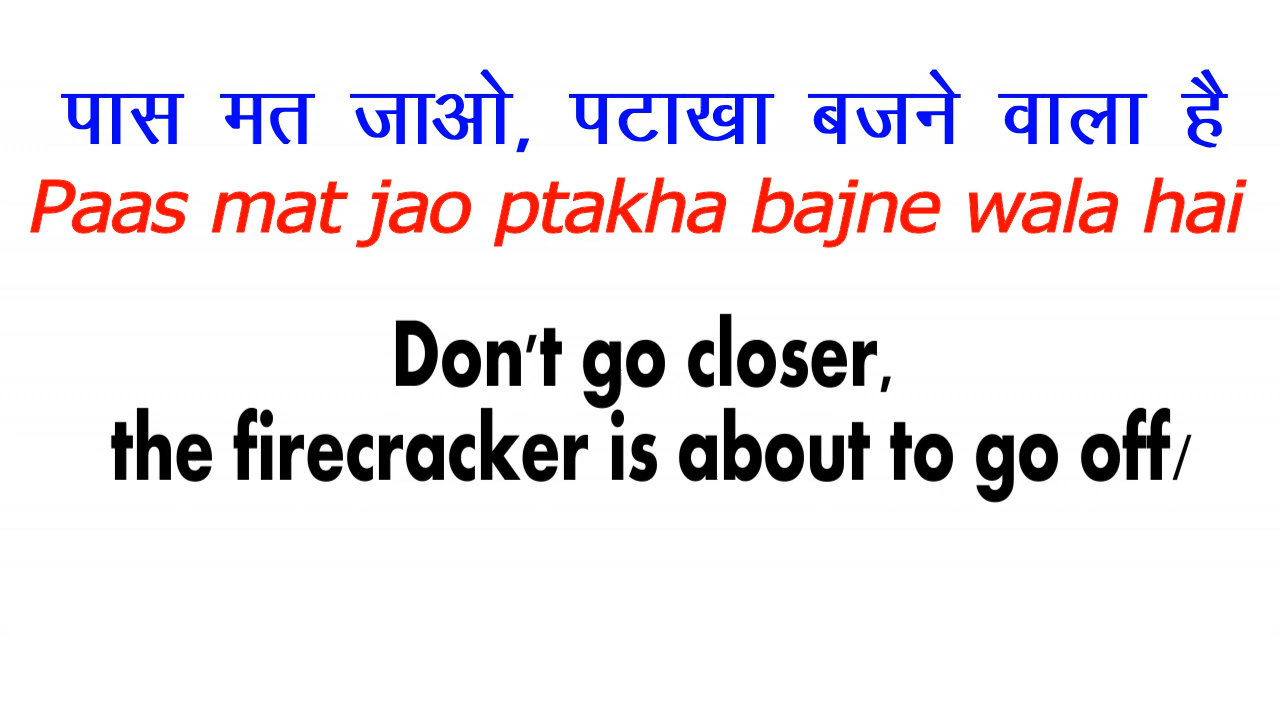 पास मत जाओ, पटाखा बजने वाला है
Paas mat jao ptakha bajne wala hai
Don't go closer,
the firecracker is about to go off/